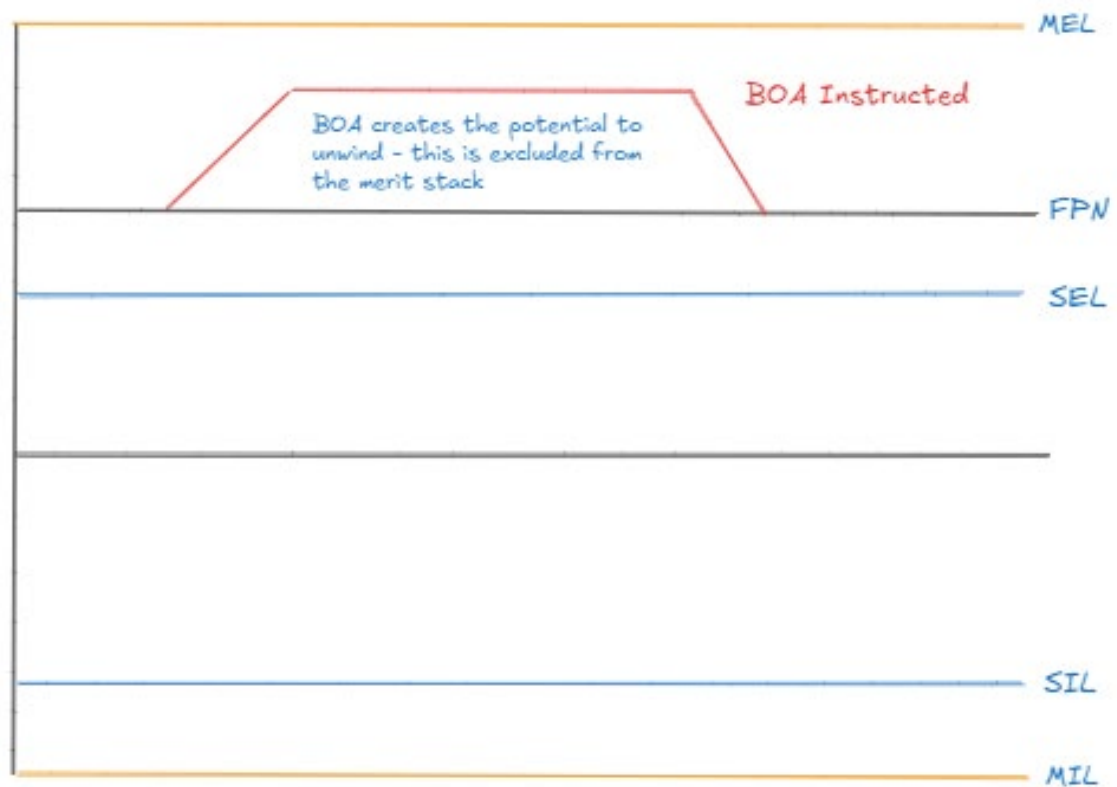 MEL
BOA Instructed
BOA creates the potential to
unwind - this is excluded from
the merit stack
FPN
SEL
SIL
MIL